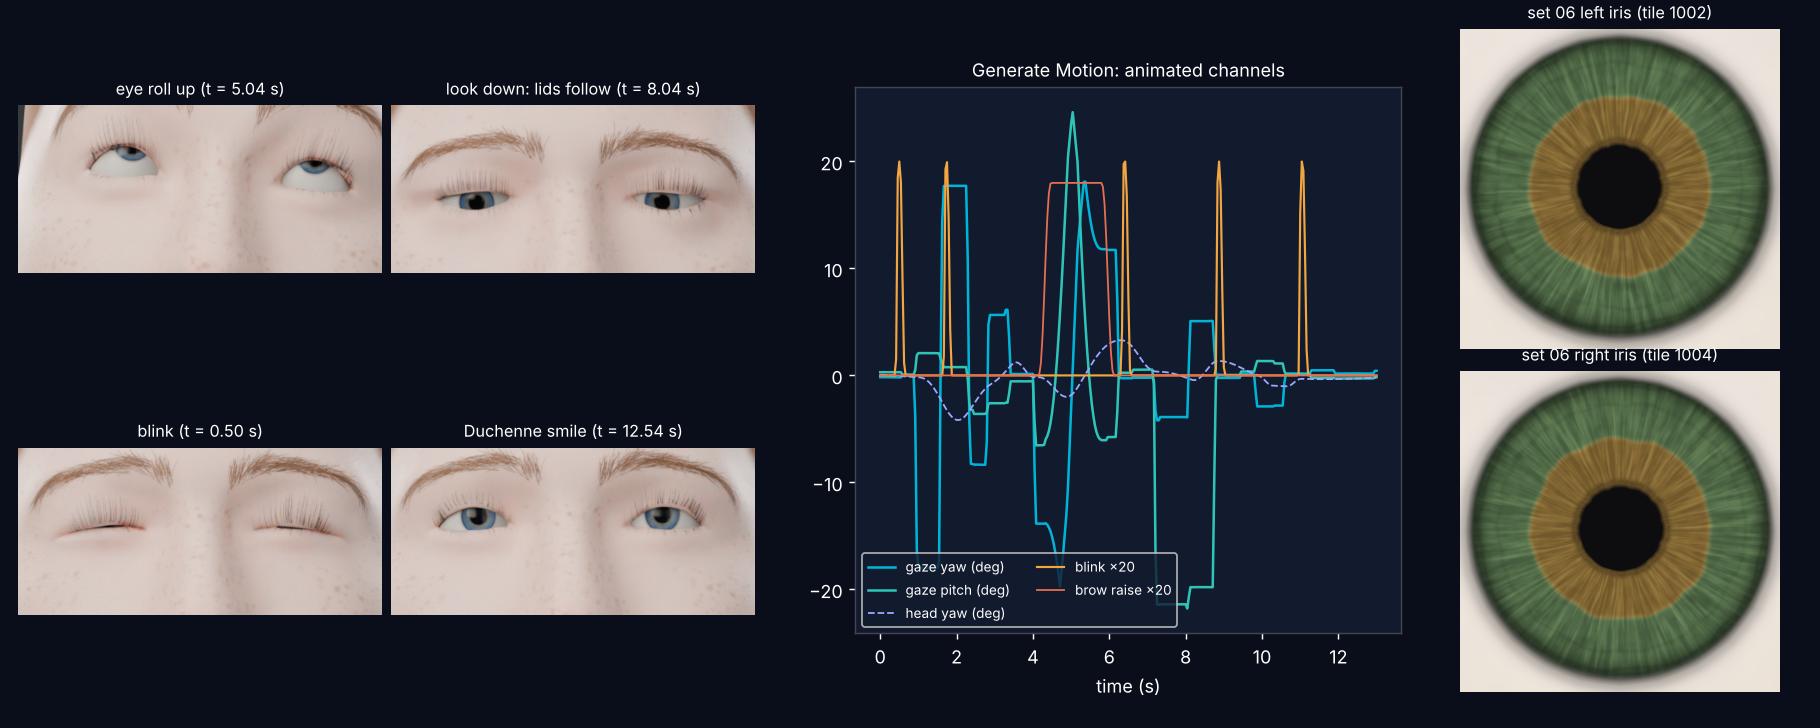 eye roll up (t = 5.04 s)
look down: lids follow (t = 8.04 s)
blink (t = 0.50 s)
Duchenne smile (t = 12.54 s)
Generate Motion: animated channels
20
10
0
−10
−20
gaze yaw (deg)
gaze pitch (deg)
head yaw (deg)
blink ×20
brow raise ×20
0 2 4 6 8 10 12
time (s)
set 06 left iris (tile 1002)
set 06 right iris (tile 1004)